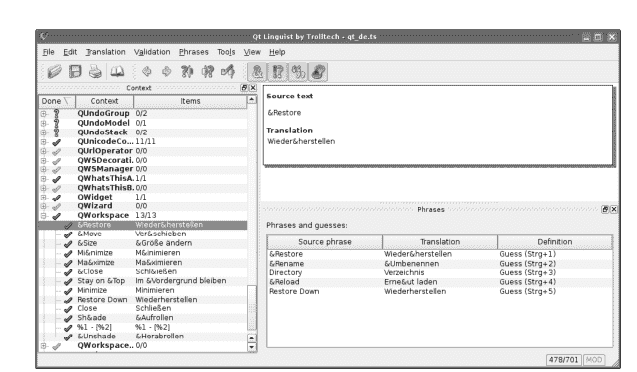 Qt Linguist by Trolltech - qt_de.ts
File Edit Translation Validation Phrases Tools View Help
Context
Done Context Items
QUndoGroup 0/2
QUndoModel 0/1
QUndoStack 0/2
QUnicodeCo... 11/11
QUrlOperator 0/0
QWSDecorati. 0/0
QWSManager 0/0
QWhatsThisA. 1/1
QWhatsThisB. 0/0
QWidget 1/1
QWizard 0/0
QWorkspace 13/13
&Restore Wieder&herstellen
&Move Ver&schieben
&Size &Größe ändern
Mi&nimize M&inimieren
Ma&ximize Ma&ximieren
&Close Schl&ießen
Stay on &Top Im &Vordergrund bleiben
Minimize Minimieren
Restore Down Wiederherstellen
Close Schließen
Sh&ade &Aufrollen
%1 - [%2] %1 - [%2]
&Unshade &Herabrollen
QWorkspace.. 0/0
Source text
&Restore
Translation
Wieder&herstellen
Phrases
Phrases and guesses:
Source phrase Translation Definition
&Restore Wieder&herstellen Guess (Strg+1)
&Rename &Umbenennen Guess (Strg+2)
Directory Verzeichnis Guess (Strg+3)
&Reload Erne&ut laden Guess (Strg+4)
Restore Down Wiederherstellen Guess (Strg+5)
478/701 MOD